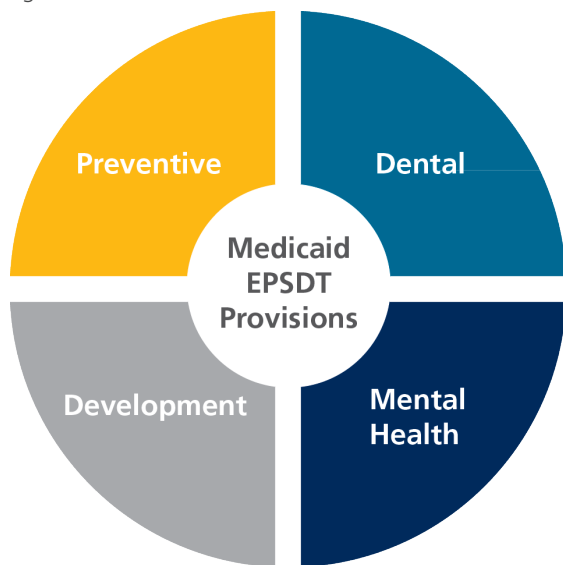 Preventive
Dental
Medicaid
EPSDT
Provisions
Development
Mental
Health